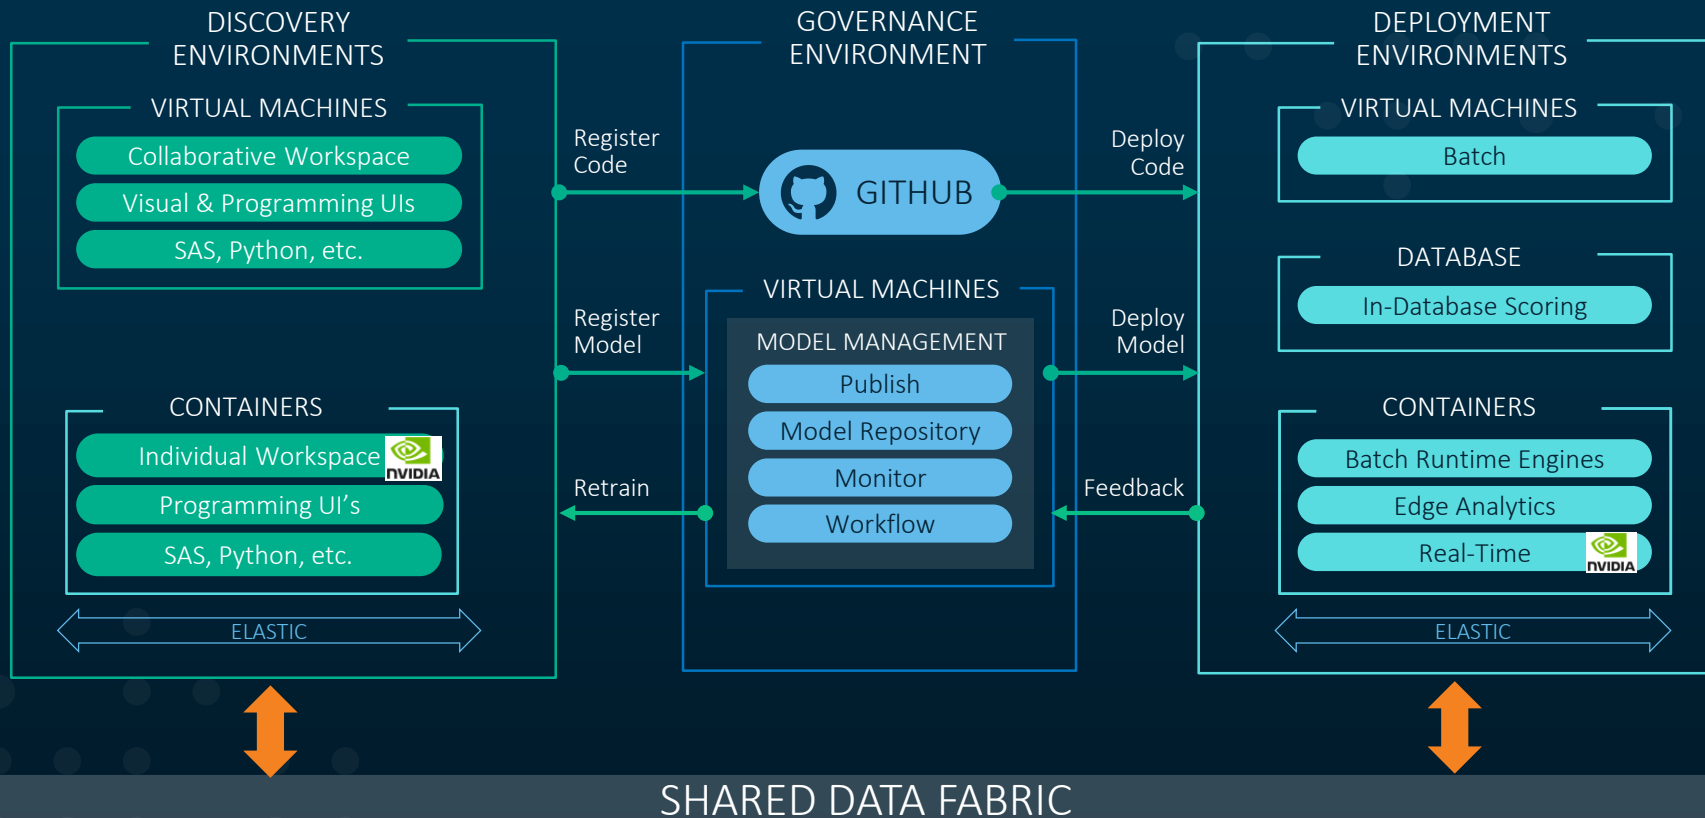 DISCOVERY
ENVIRONMENTS
VIRTUAL MACHINES
Collaborative Workspace
Visual & Programming UIs
SAS, Python, etc.
CONTAINERS
Individual Workspace
NVIDIA
Programming UI’s
SAS, Python, etc.
ELASTIC
Register
Code
Register
Model
Retrain
GOVERNANCE
ENVIRONMENT
GITHUB
VIRTUAL MACHINES
MODEL MANAGEMENT
Publish
Model Repository
Monitor
Workflow
Deploy
Code
Deploy
Model
Feedback
DEPLOYMENT
ENVIRONMENTS
VIRTUAL MACHINES
Batch
DATABASE
In-Database Scoring
CONTAINERS
Batch Runtime Engines
Edge Analytics
Real-Time
NVIDIA
ELASTIC
SHARED DATA FABRIC